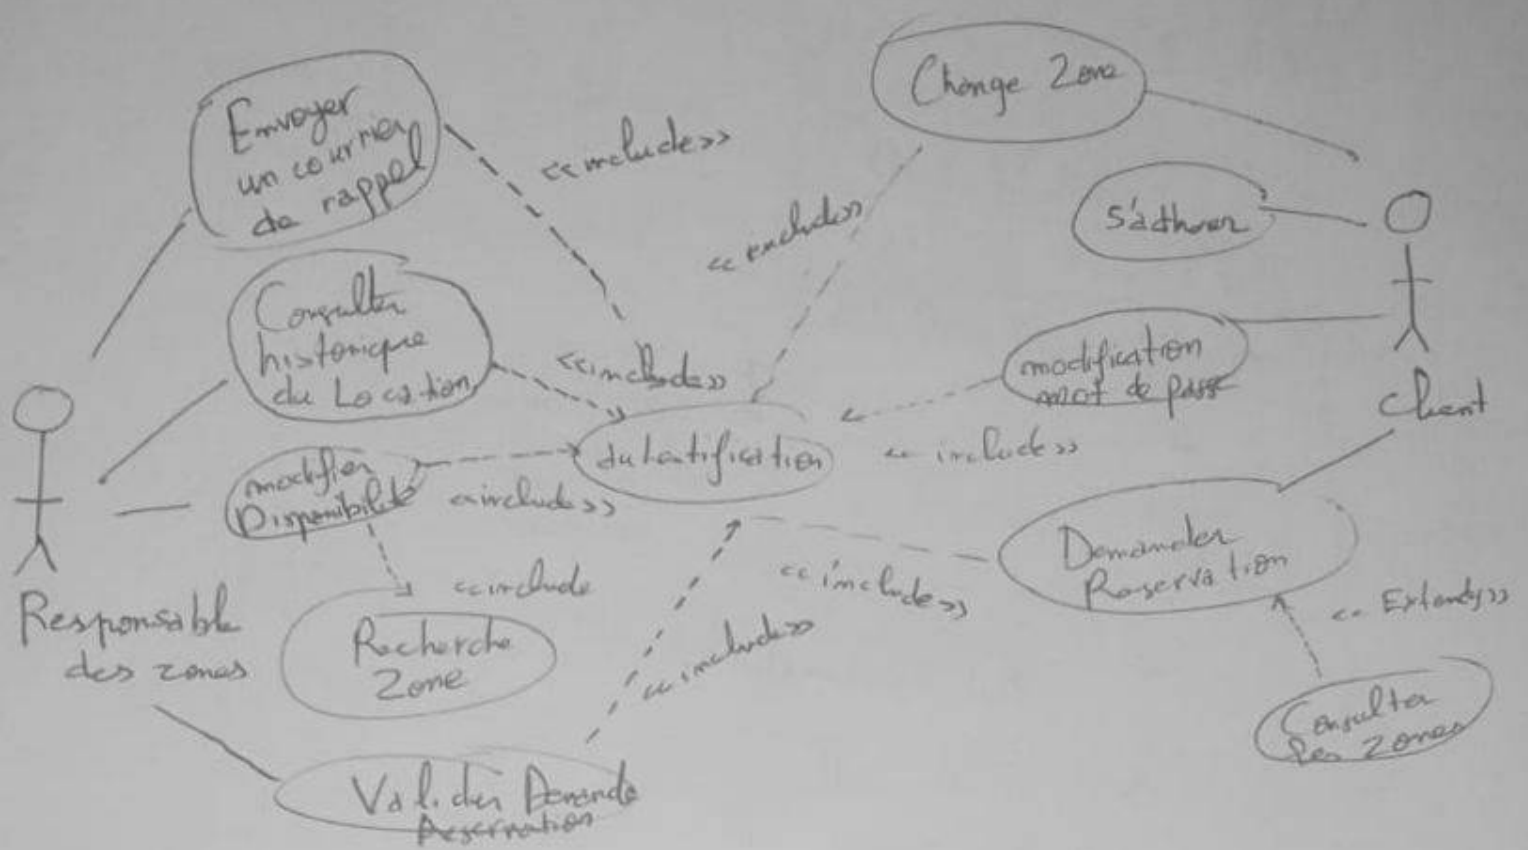 Envoyer
un courrier
de rappel
<<include>>
Change Zone
<<include>>
S'adherer
Consulter
historique
du Location
<<include>>
modification
mot de passe
Client
Autentification
<<include>>
modifier
Disponibilité
<<include>>
Demander
Reservation
<<include>>
<<include
<<Extends>>
Responsable
des zones
Recherche
Zone
<<include>>
Consulter
les Zones
Valider Demande
Reservation